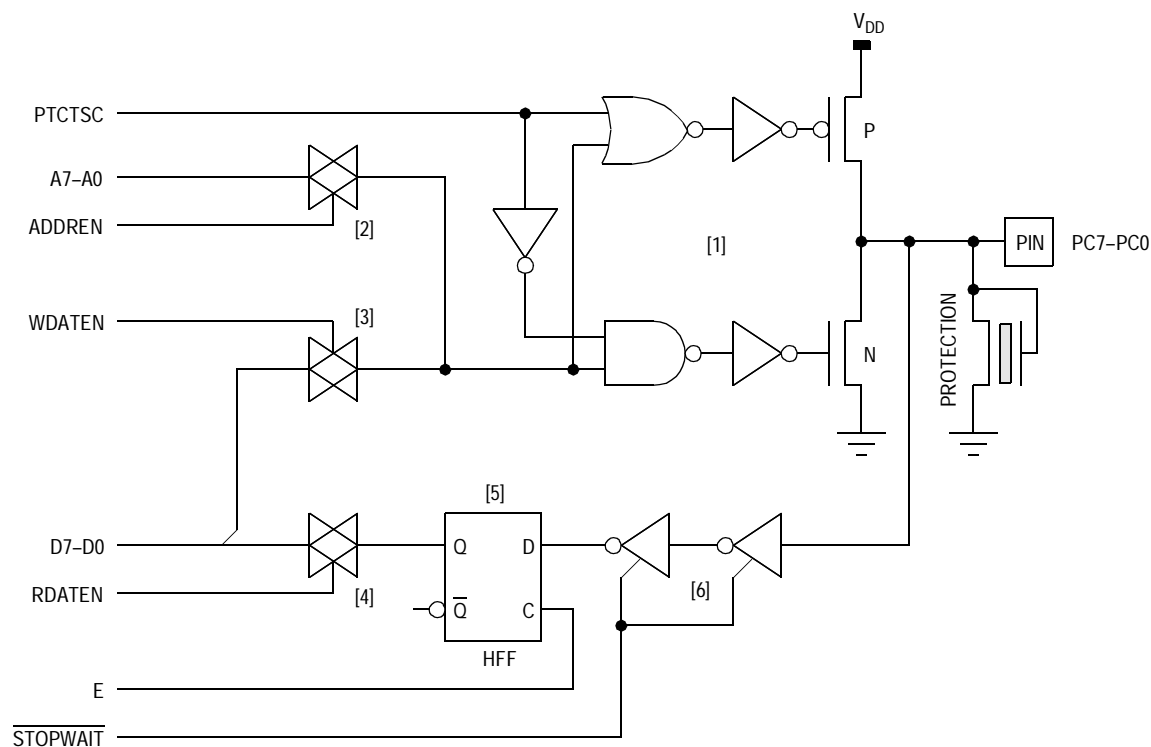 V_DD
PTCTSC
P
A7–A0
ADDREN
[2]
[1]
PIN
PC7–PC0
WDATEN
[3]
N
PROTECTION
[5]
D7–D0
Q
D
RDATEN
[4]
[6]
Q̅
C
HFF
E
S̅T̅O̅P̅W̅A̅I̅T̅